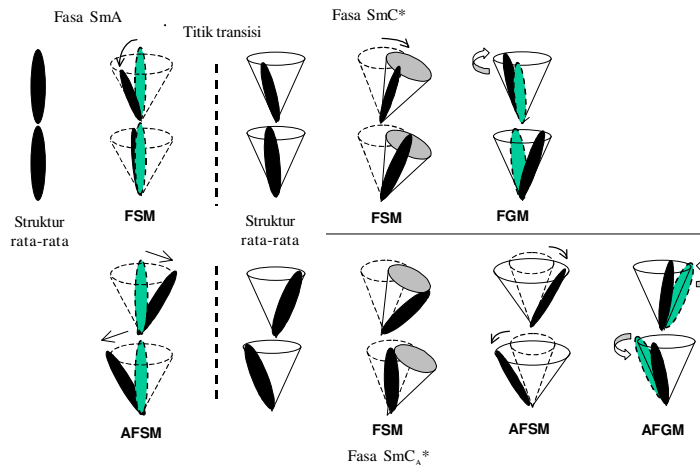 Fasa SmA
Fasa SmC*
Titik transisi
Struktur
rata-rata
FSM
Struktur
rata-rata
FSM
FGM
AFSM
FSM
AFSM
AFGM
Fasa SmC_A*